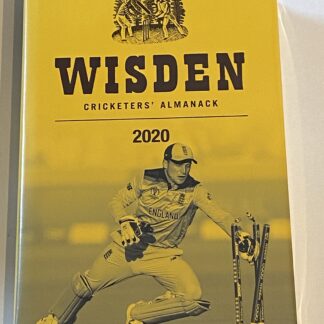 WISDEN
CRICKETERS' ALMANACK
2020
ENGLAND